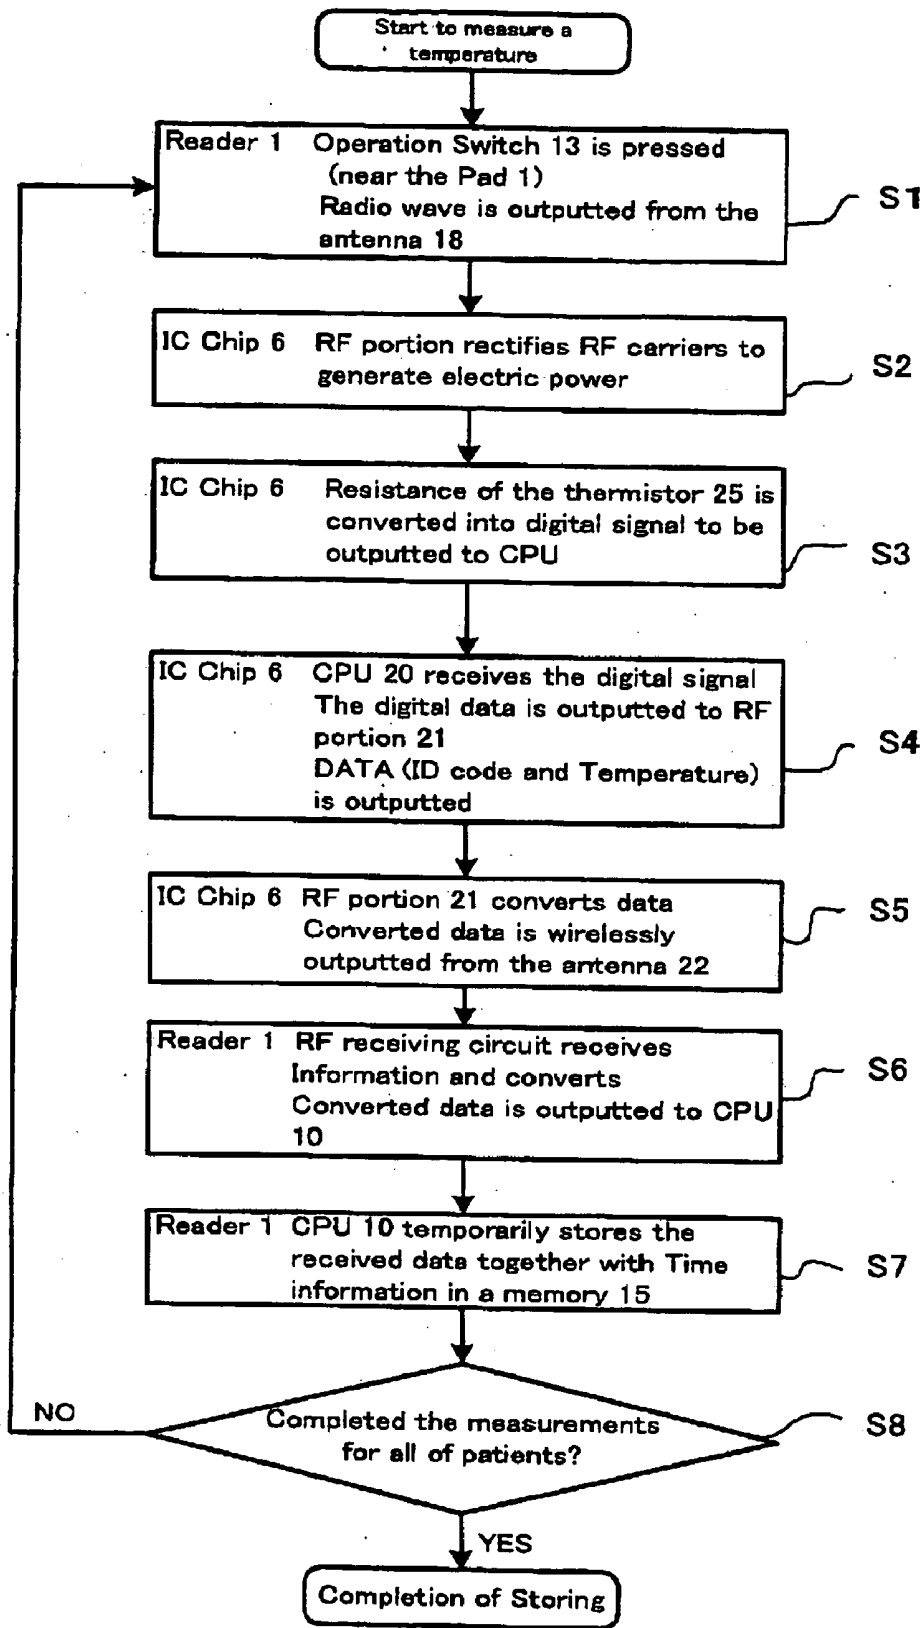 Start to measure a
temperature
Reader 1 Operation Switch 13 is pressed
(near the Pad 1)
Radio wave is outputted from the
antenna 18
S1
IC Chip 6 RF portion rectifies RF carriers to
generate electric power
S2
IC Chip 6 Resistance of the thermistor 25 is
converted into digital signal to be
outputted to CPU
S3
IC Chip 6 CPU 20 receives the digital signal
The digital data is outputted to RF
portion 21
DATA (ID code and Temperature)
is outputted
S4
IC Chip 6 RF portion 21 converts data
Converted data is wirelessly
outputted from the antenna 22
S5
Reader 1 RF receiving circuit receives
Information and converts
Converted data is outputted to CPU
10
S6
Reader 1 CPU 10 temporarily stores the
received data together with Time
information in a memory 15
S7
NO
Completed the measurements
for all of patients?
S8
YES
Completion of Storing